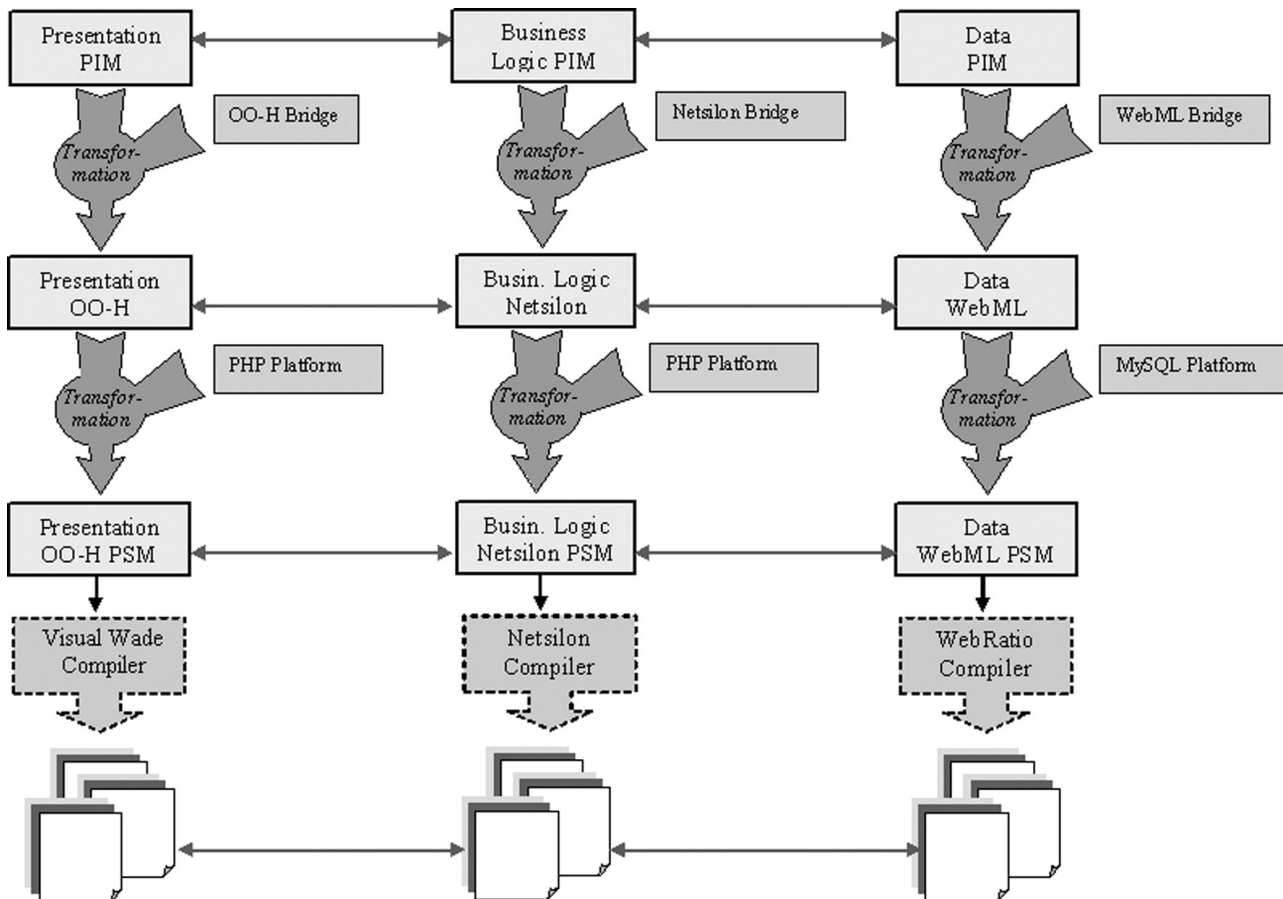 Presentation
PIM
Business
Logic PIM
Data
PIM
OO-H Bridge
Netsilon Bridge
WebML Bridge
Transfor-
mation
Transfor-
mation
Transfor-
mation
Presentation
OO-H
Busin. Logic
Netsilon
Data
WebML
PHP Platform
PHP Platform
MySQL Platform
Transfor-
mation
Transfor-
mation
Transfor-
mation
Presentation
OO-H PSM
Busin. Logic
Netsilon PSM
Data
WebML PSM
Visual Wade
Compiler
Netsilon
Compiler
WebRatio
Compiler